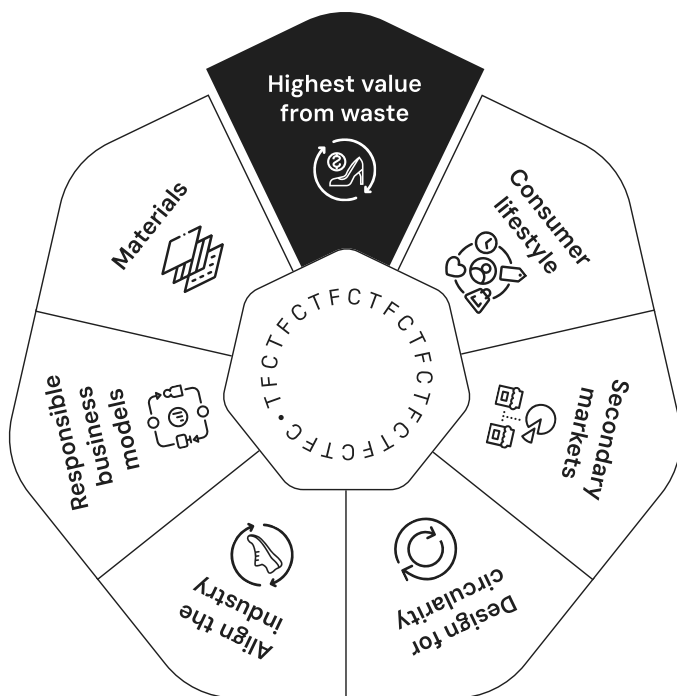 Highest value
from waste
Consumer
lifestyle
Secondary
markets
Design for
circularity
Align the
industry
Responsible
business
models
Materials
TFCTFCTFCTFCTFCTFCTFCTFC •